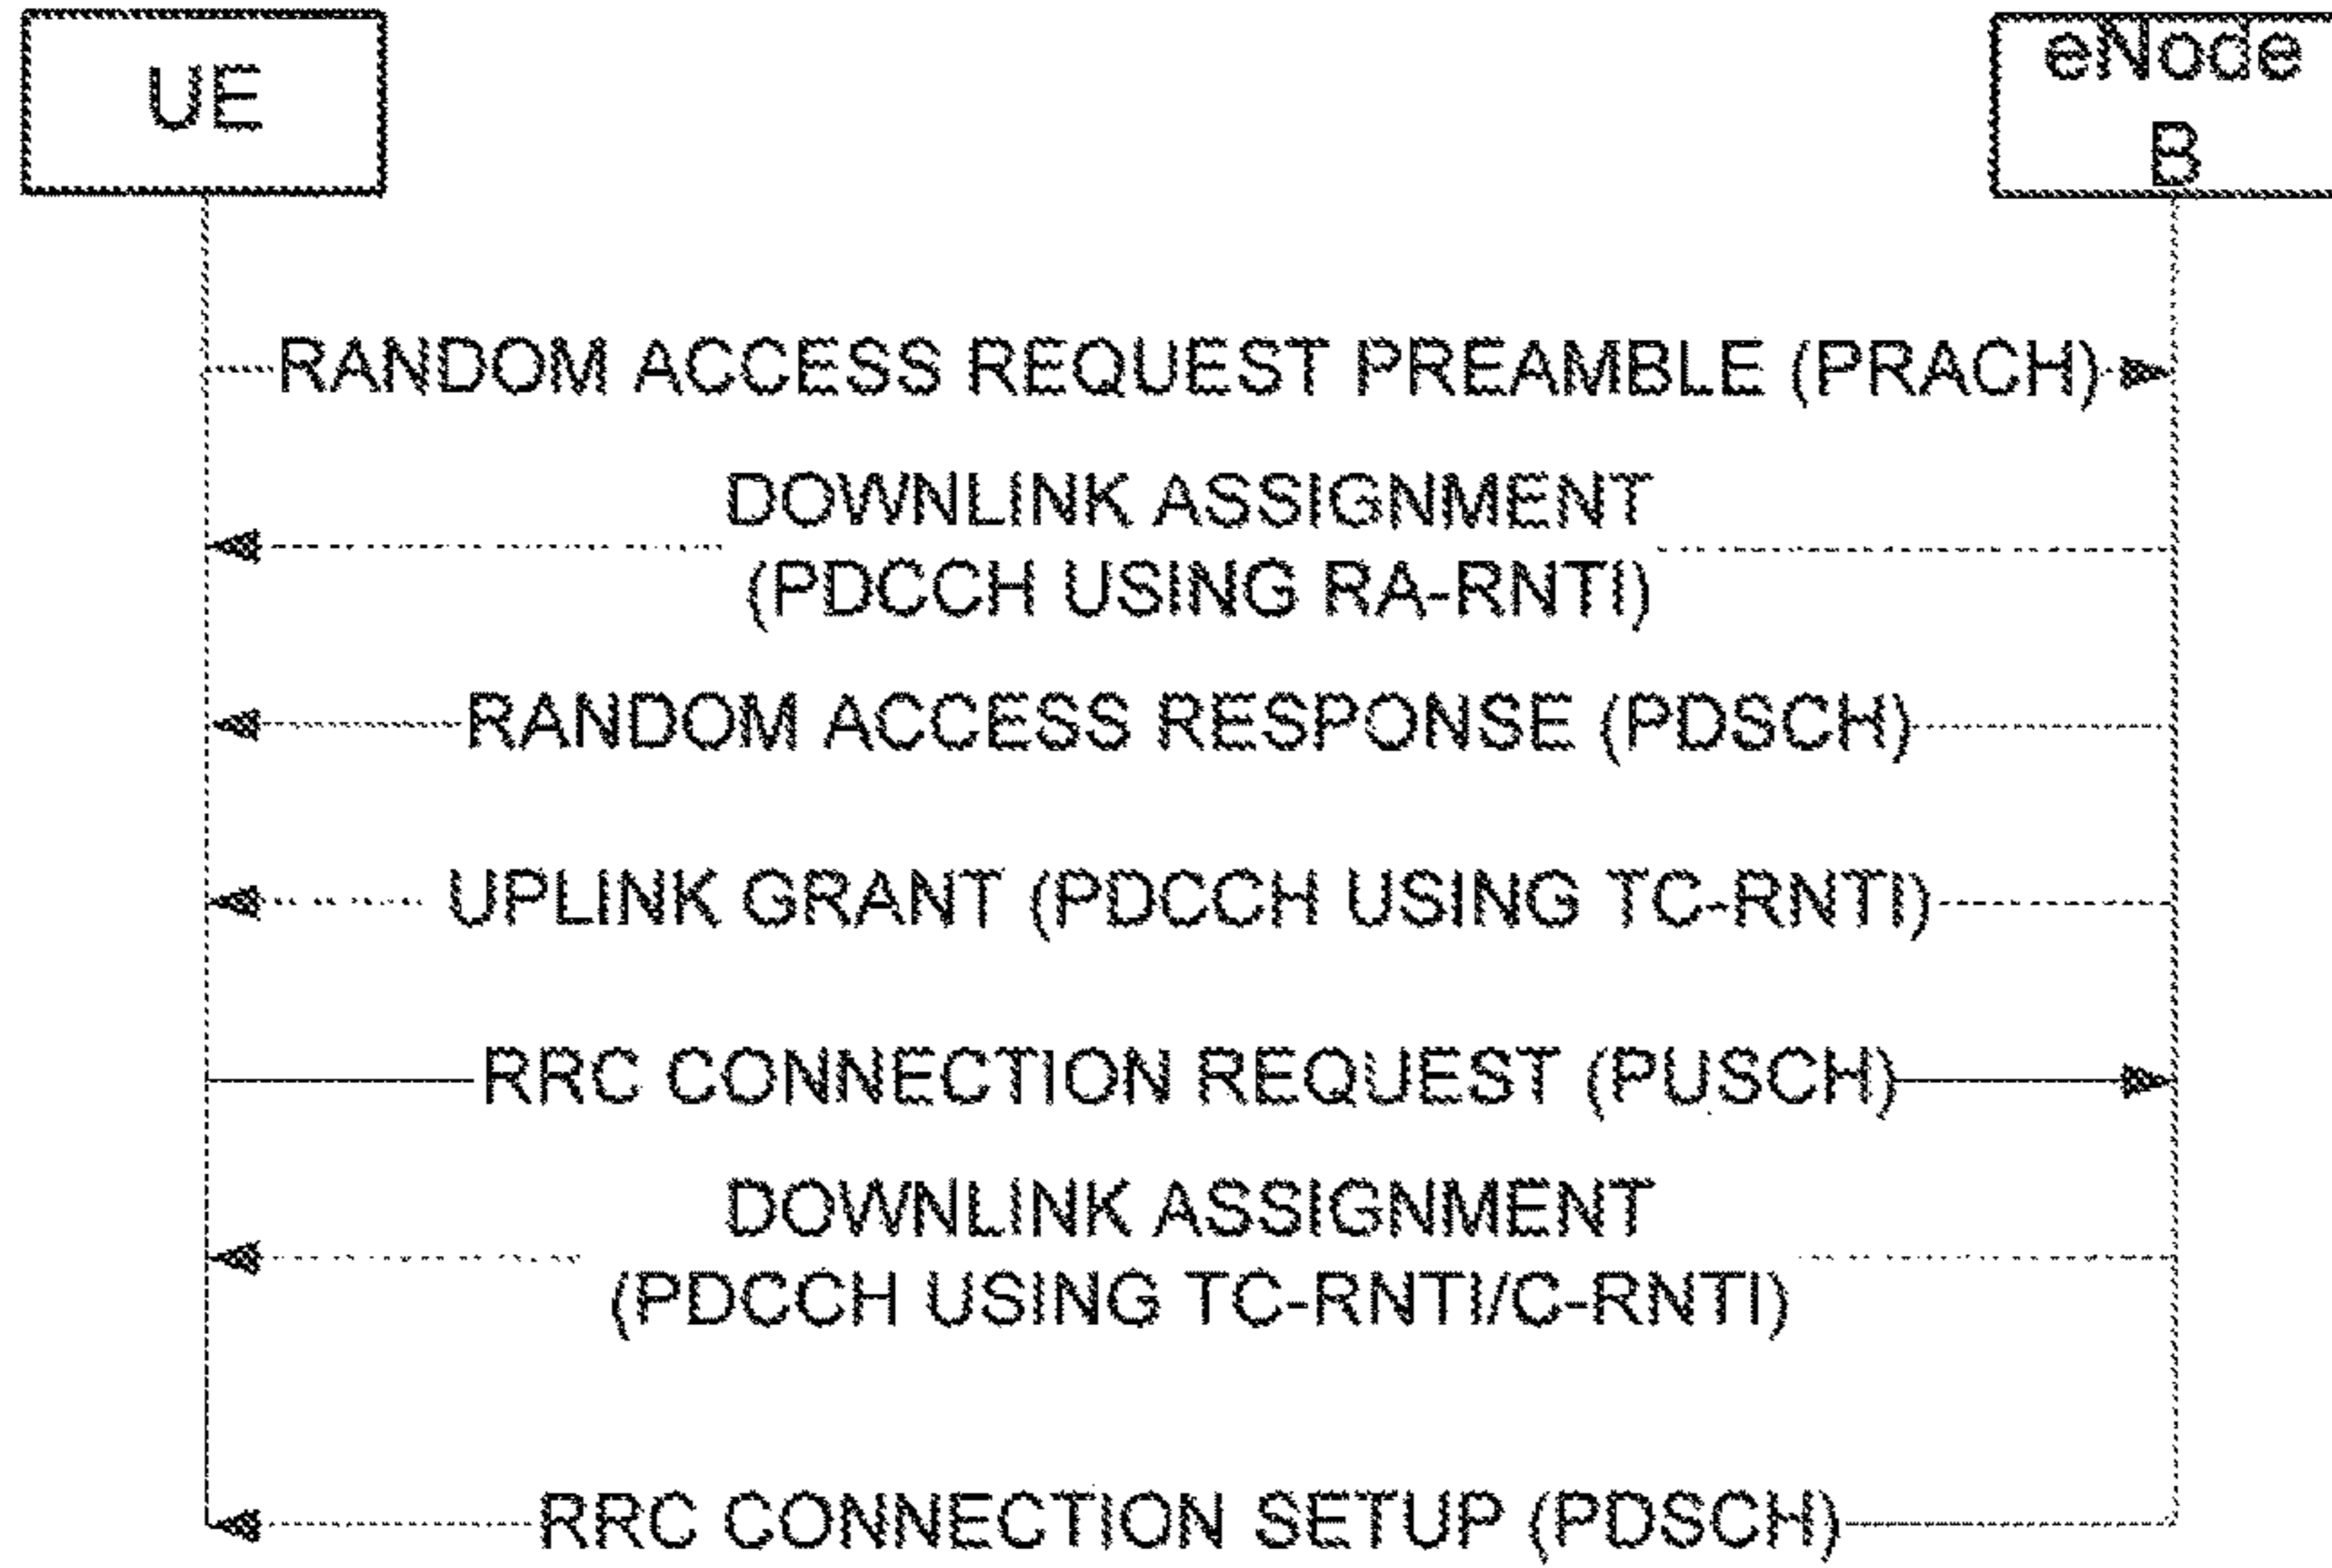 UE
eNode
B
RANDOM ACCESS REQUEST PREAMBLE (PRACH)
DOWNLINK ASSIGNMENT
(PDCCH USING RA-RNTI)
RANDOM ACCESS RESPONSE (PDSCH)
UPLINK GRANT (PDCCH USING TC-RNTI)
RRC CONNECTION REQUEST (PUSCH)
DOWNLINK ASSIGNMENT
(PDCCH USING TC-RNTI/C-RNTI)
RRC CONNECTION SETUP (PDSCH)